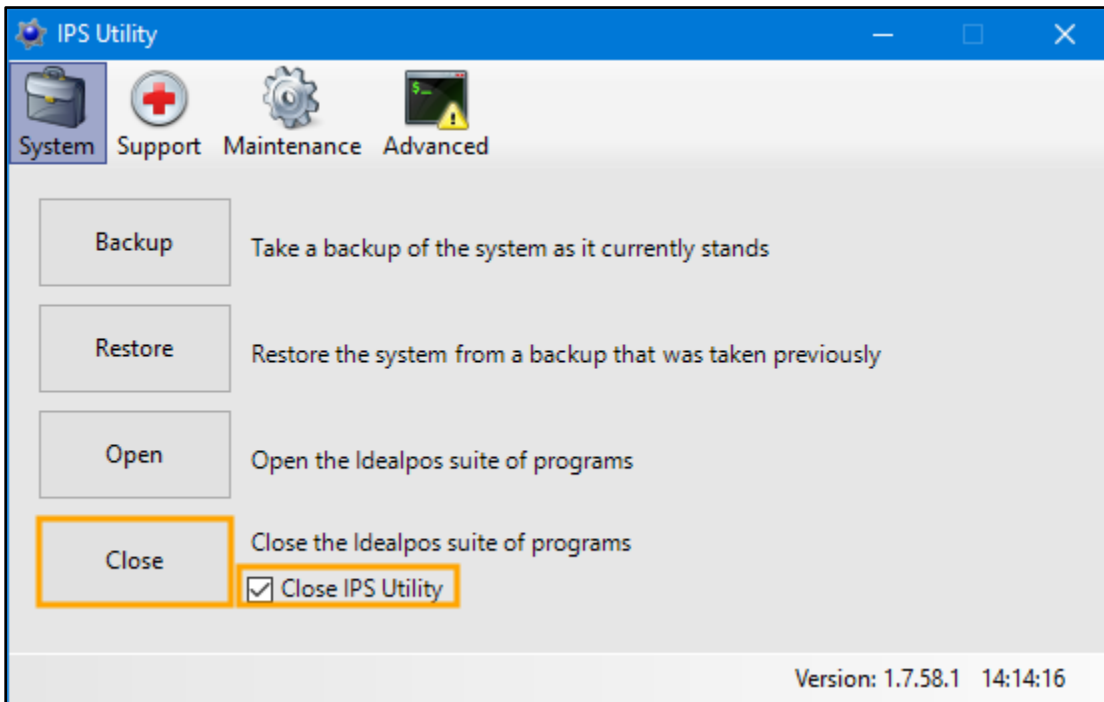 IPS Utility
$_
System Support Maintenance Advanced
Backup Take a backup of the system as it currently stands
Restore Restore the system from a backup that was taken previously
Open Open the Idealpos suite of programs
Close Close the Idealpos suite of programs
Close IPS Utility
Version: 1.7.58.1 14:14:16